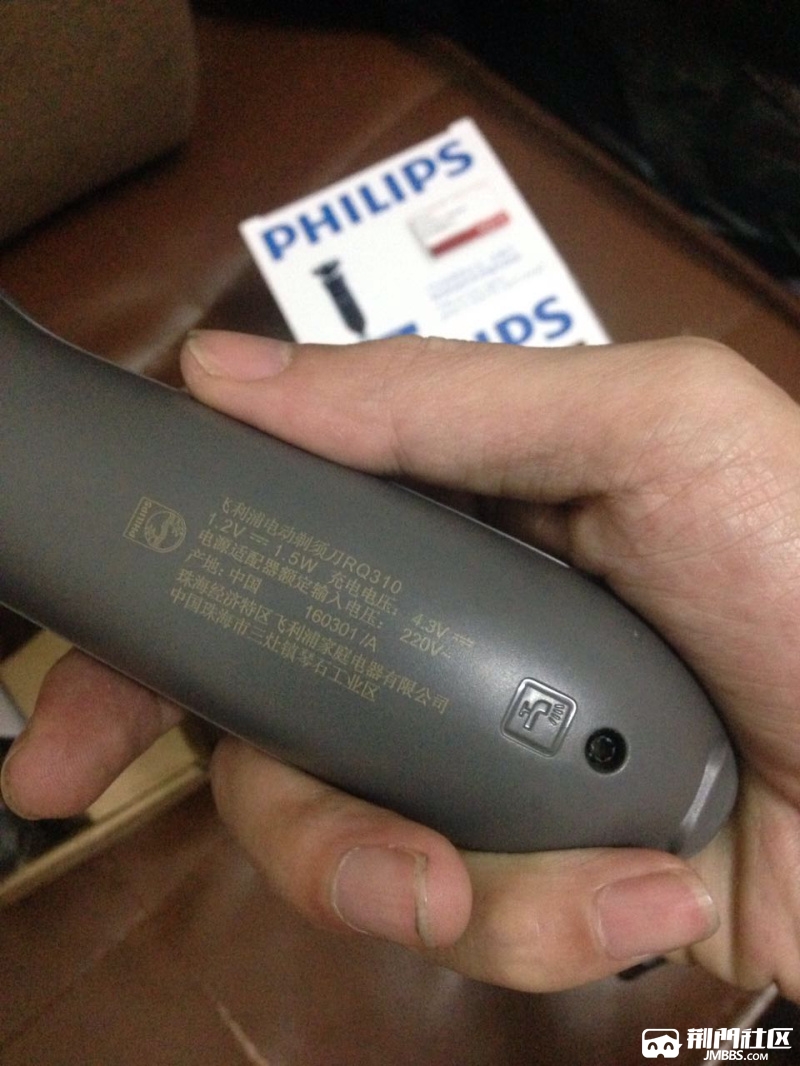 PHILIPS
PHILIPS
飞利浦电动剃须刀RQ310
1.2V⎓ 1.5W 充电电压: 4.3V⎓
电源适配器额定输入电压: 220V~
产地: 中国 160301/A
珠海经济特区飞利浦家庭电器有限公司
中国珠海市三灶镇琴石工业区
荆門社区
JMBBS.COM